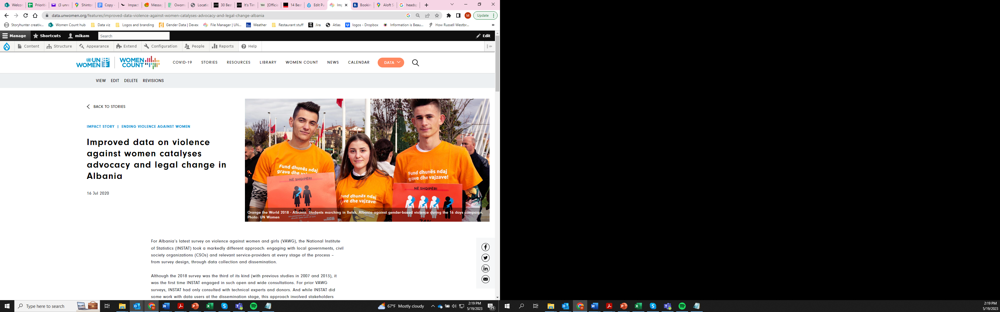 Welcon
Prioriti
(3 unre
Shintor
Copy -
Impact
Messag
Owom
Locatio
30 Best
It's Tim
[Officia
14 Best
Edit Pu
Imp
Bookin
Aloft S
headsp
data.unwomen.org/features/improved-data-violence-against-women-catalyses-advocacy-and-legal-change-albania
M
Update
Storyhunter creativ...
Women Count hub
Data viz
Logos and branding
Gender Data | Devex
File Manager | UN...
Weather
Restaurant stuff
Jira
Atlas
logos - Dropbox
Information is Beau...
How Russell Westbr...
»
Manage
Shortcuts
mikam
Search
Edit
Content
Structure
Appearance
Extend
Configuration
People
Reports
Help
UN
WOMEN
WOMEN
COUNT
COVID-19
STORIES
RESOURCES
LIBRARY
WOMEN COUNT
NEWS
CALENDAR
DATA
VIEW
EDIT
DELETE
REVISIONS
BACK TO STORIES
IMPACT STORY | ENDING VIOLENCE AGAINST WOMEN
Improved data on violence
against women catalyses
advocacy and legal change in
Albania
16 Jul 2020
Fund dhunës ndaj
grave dhe
NË SHQIPËRI
1 në 2
dhunës ndaj
ve dhe vajzave!
Fund dhunës ndaj
grave dhe vajzave!
NË SHQIPËRI
Orange the World 2018 - Albania. Students marching in Belsh, Albania against gender-based violence during the 16 days campaign.
Photo: UN Women
For Albania's latest survey on violence against women and girls (VAWG), the National Institute
of Statistics (INSTAT) took a markedly different approach: engaging with local governments, civil
society organizations (CSOs) and relevant service-providers at every stage of the process –
from survey design, through data collection and dissemination.
Although the 2018 survey was the third of its kind (with previous studies in 2007 and 2013), it
was the first time INSTAT engaged in such open and wide consultations. For prior VAWG
surveys, INSTAT had only consulted with technical experts and donors. And while INSTAT did
some work with data users at the dissemination stage, this approach involved stakeholders
Type here to search
67°F Mostly cloudy
2:19 PM
5/19/2023
25
2:19 PM
5/19/2023